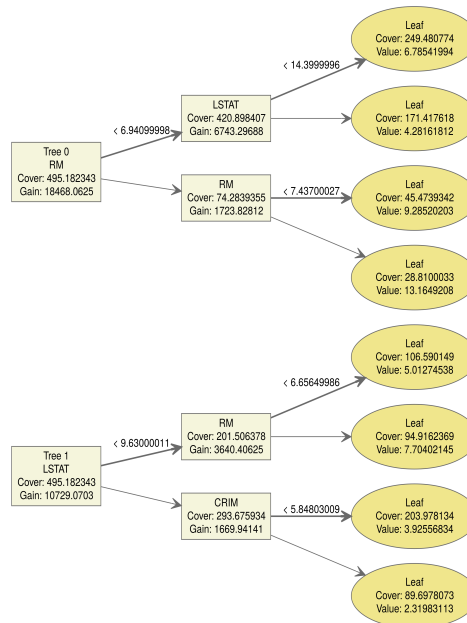 Leaf
Cover: 249.480774
Value: 6.78541994
< 14.3999996
LSTAT
Cover: 420.898407
Gain: 6743.29688
Leaf
Cover: 171.417618
Value: 4.28161812
< 6.94099998
Tree 0
RM
Cover: 495.182343
Gain: 18468.0625
RM
Cover: 74.2839355
Gain: 1723.82812
< 7.43700027
Leaf
Cover: 45.4739342
Value: 9.28520203
Leaf
Cover: 28.8100033
Value: 13.1649208
Leaf
Cover: 106.590149
Value: 5.01274538
< 6.65649986
RM
Cover: 201.506378
Gain: 3640.40625
Leaf
Cover: 94.9162369
Value: 7.70402145
< 9.63000011
Tree 1
LSTAT
Cover: 495.182343
Gain: 10729.0703
CRIM
Cover: 293.675934
Gain: 1669.94141
< 5.84803009
Leaf
Cover: 203.978134
Value: 3.92556834
Leaf
Cover: 89.6978073
Value: 2.31983113